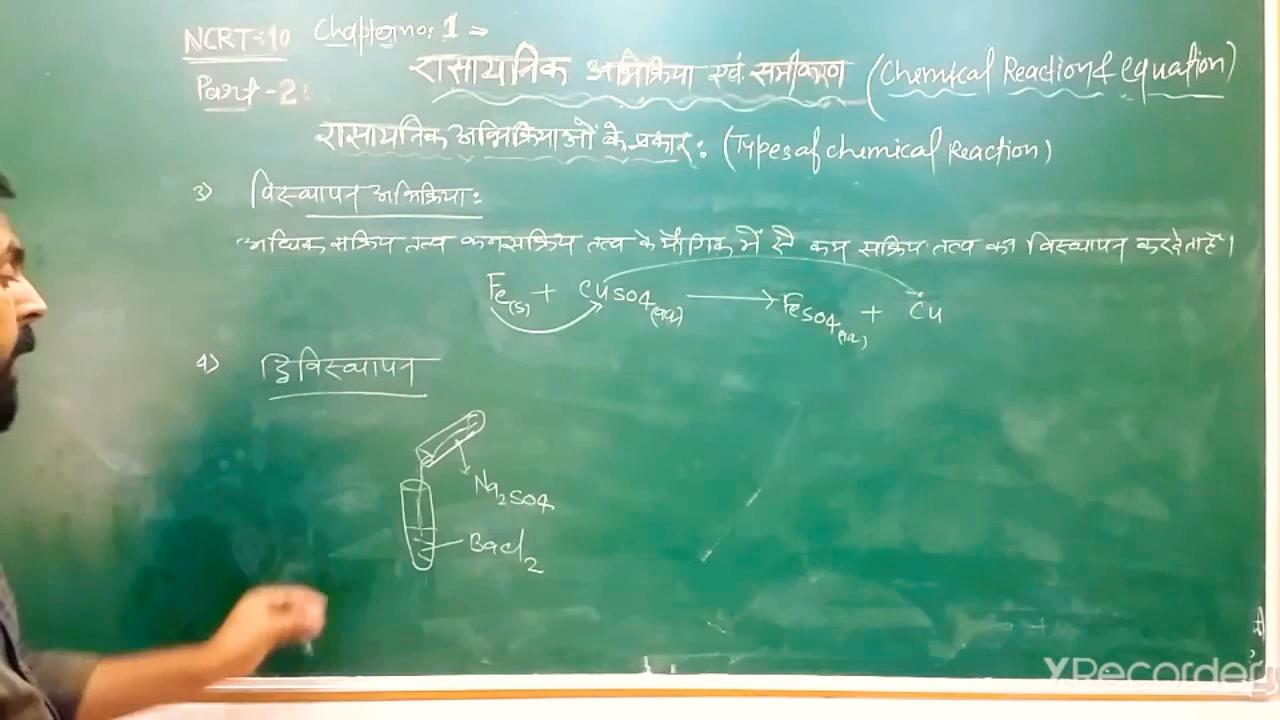 NCRT-10 Chapter no: 1 =
रासायनिक अभिक्रिया एवं समीकरण (Chemical Reaction & equation)
Part-2:
रासायनिक अभिक्रियाओं के प्रकार: (Types of chemical Reaction)
3) विस्थापन अभिक्रिया:
अधिक सक्रिय तत्व कम सक्रिय तत्व के यौगिक में से कम सक्रिय तत्व का विस्थापन कर देता हैं।
Fe(s) + CuSO4(aq) ⟶ FeSO4(aq) + Cu
4) द्विविस्थापन
Na2SO4
BaCl2
XRecorder